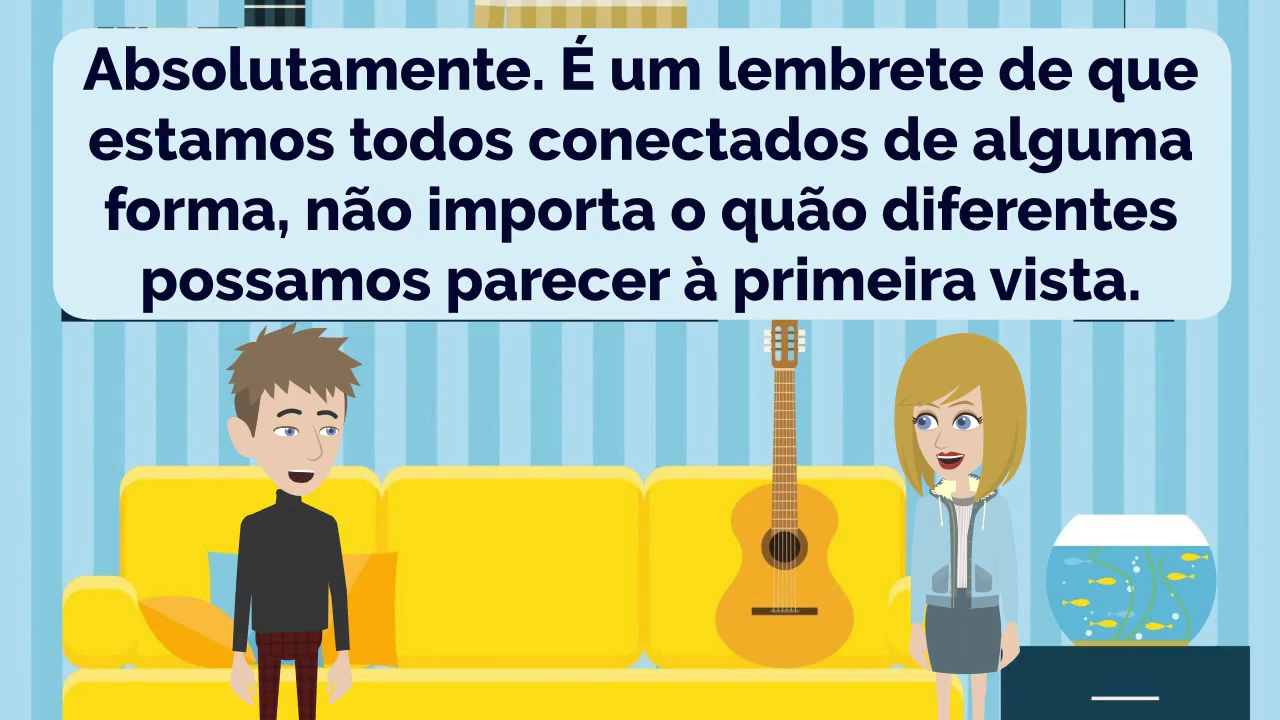 Absolutamente. É um lembrete de que
estamos todos conectados de alguma
forma, não importa o quão diferentes
possamos parecer à primeira vista.